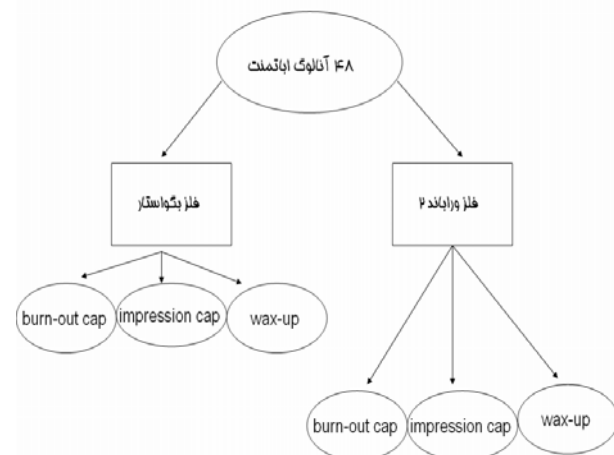 ۴۸ آنالوگ اباتمنت
فلز بگواستار
فلز وراباند ۲
burn-out cap
impression cap
wax-up
burn-out cap
impression cap
wax-up